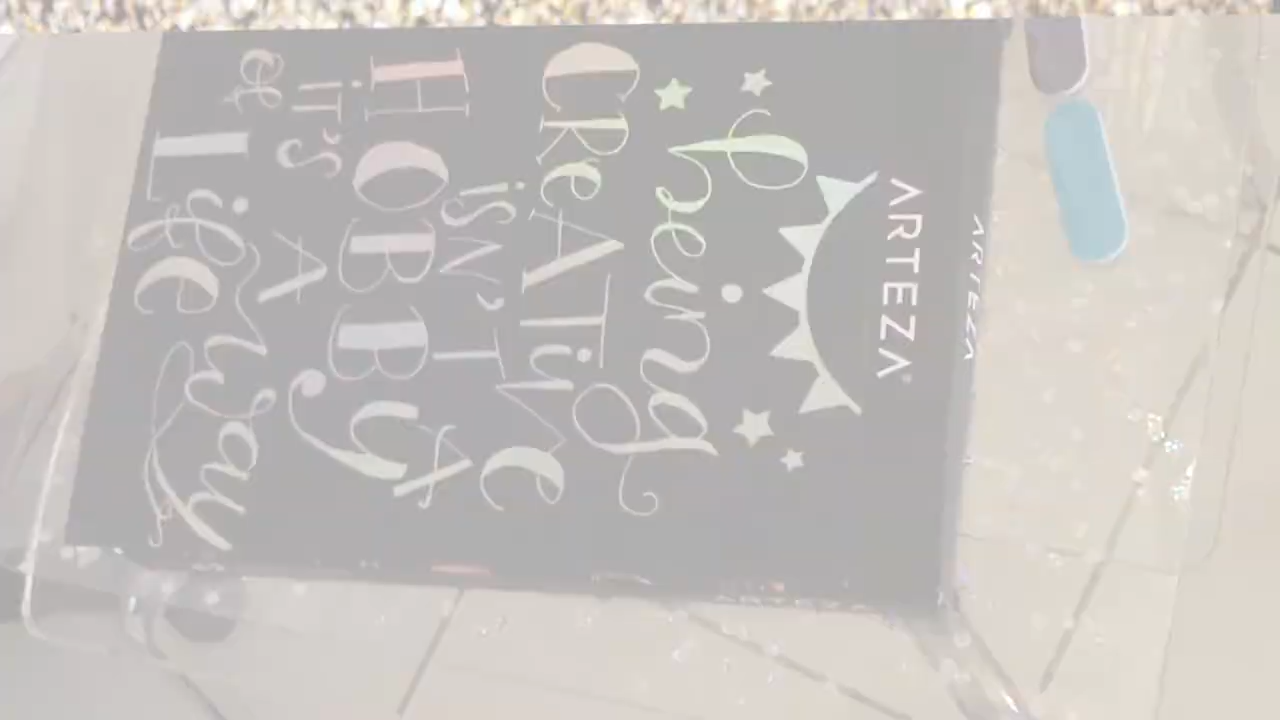 ARTEZA
ARTEZA
Being
CReATiVe
iSN'T A
HOBBy
iT'S A way
of Life